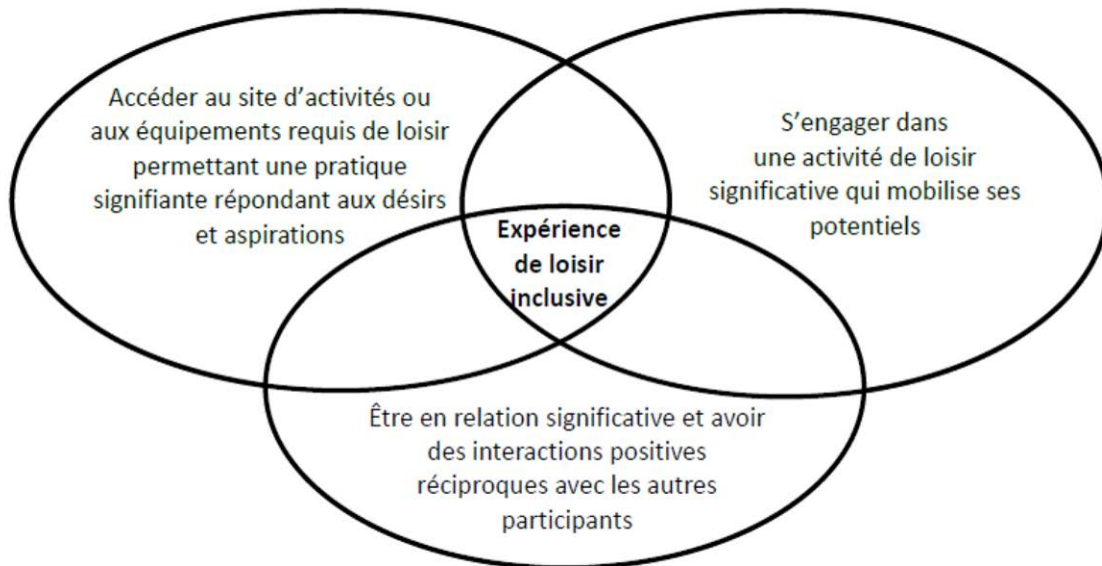 Accéder au site d'activités ou
aux équipements requis de loisir
permettant une pratique
signifiante répondant aux désirs
et aspirations
S'engager dans
une activité de loisir
significative qui mobilise ses
potentiels
Expérience
de loisir
inclusive
Être en relation significative et avoir
des interactions positives
réciproques avec les autres
participants